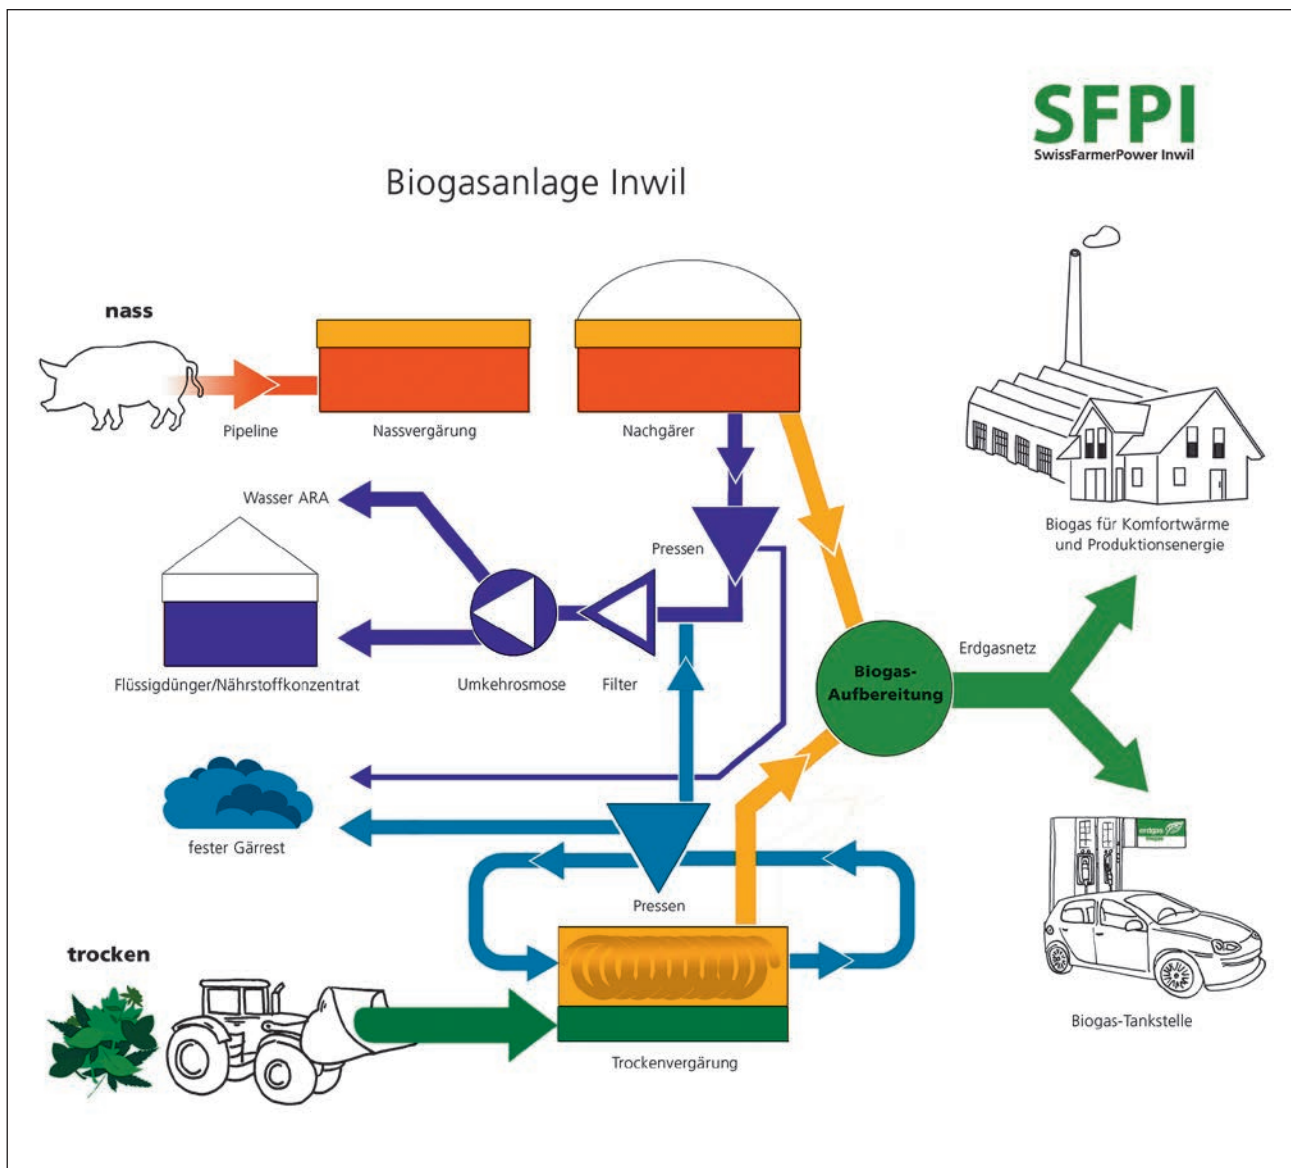 SFPI
SwissFarmerPower Inwil
Biogasanlage Inwil
nass
Pipeline
Nassvergärung
Nachgärer
Wasser ARA
Pressen
Biogas für Komfortwärme
und Produktionsenergie
Flüssigdünger/Nährstoffkonzentrat
Umkehrosmose
Filter
Biogas-
Aufbereitung
Erdgasnetz
fester Gärrest
Pressen
erdgas
trocken
Trockenvergärung
Biogas-Tankstelle